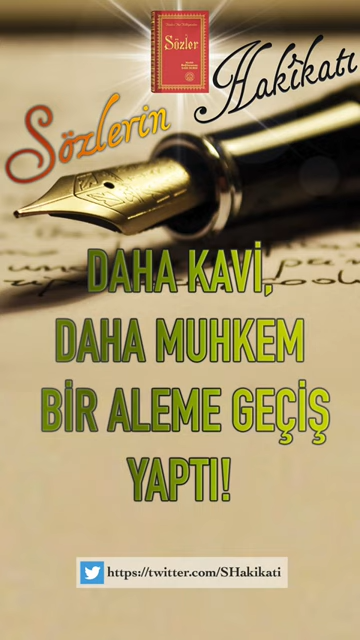 Sözler
Sözlerin Hakîkatı
DAHA KAVİ,
DAHA MUHKEM
BİR ALEME GEÇİŞ
YAPTI!
https://twitter.com/SHakikati